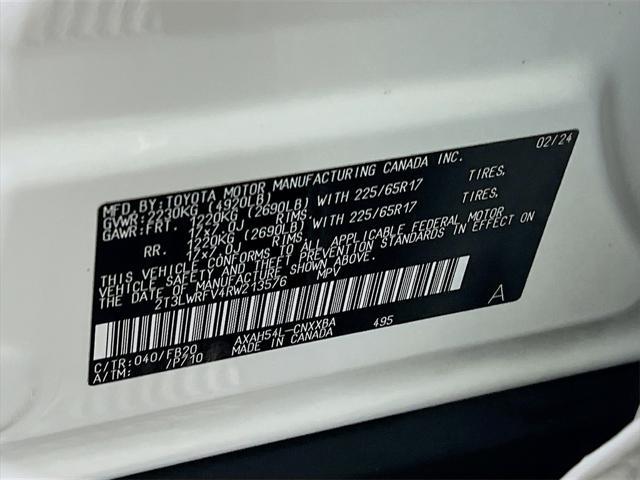 02/24
MFD.BY:TOYOTA MOTOR MANUFACTURING CANADA INC.
GVWR:2230KG (4920LB)
GAWR:FRT. 1220KG (2690LB) WITH 225/65R17 TIRES,
17x7.0J RIMS,
RR. 1220KG (2690LB) WITH 225/65R17 TIRES,
17x7.0J RIMS,
THIS VEHICLE CONFORMS TO ALL APPLICABLE FEDERAL MOTOR
VEHICLE SAFETY STANDARDS IN EFFECT ON
THE DATE OF MANUFACTURE SHOWN ABOVE.
2T3LWRFV4RW213576 MPV
A
AXAH54L-CNXXBA 495
C/TR:040/FB20 MADE IN CANADA
A/TM: /P710